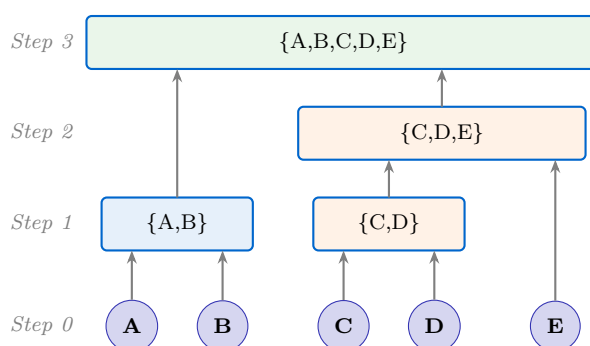 Step 3 {A,B,C,D,E}
Step 2 {C,D,E}
Step 1 {A,B} {C,D}
Step 0 A B C D E